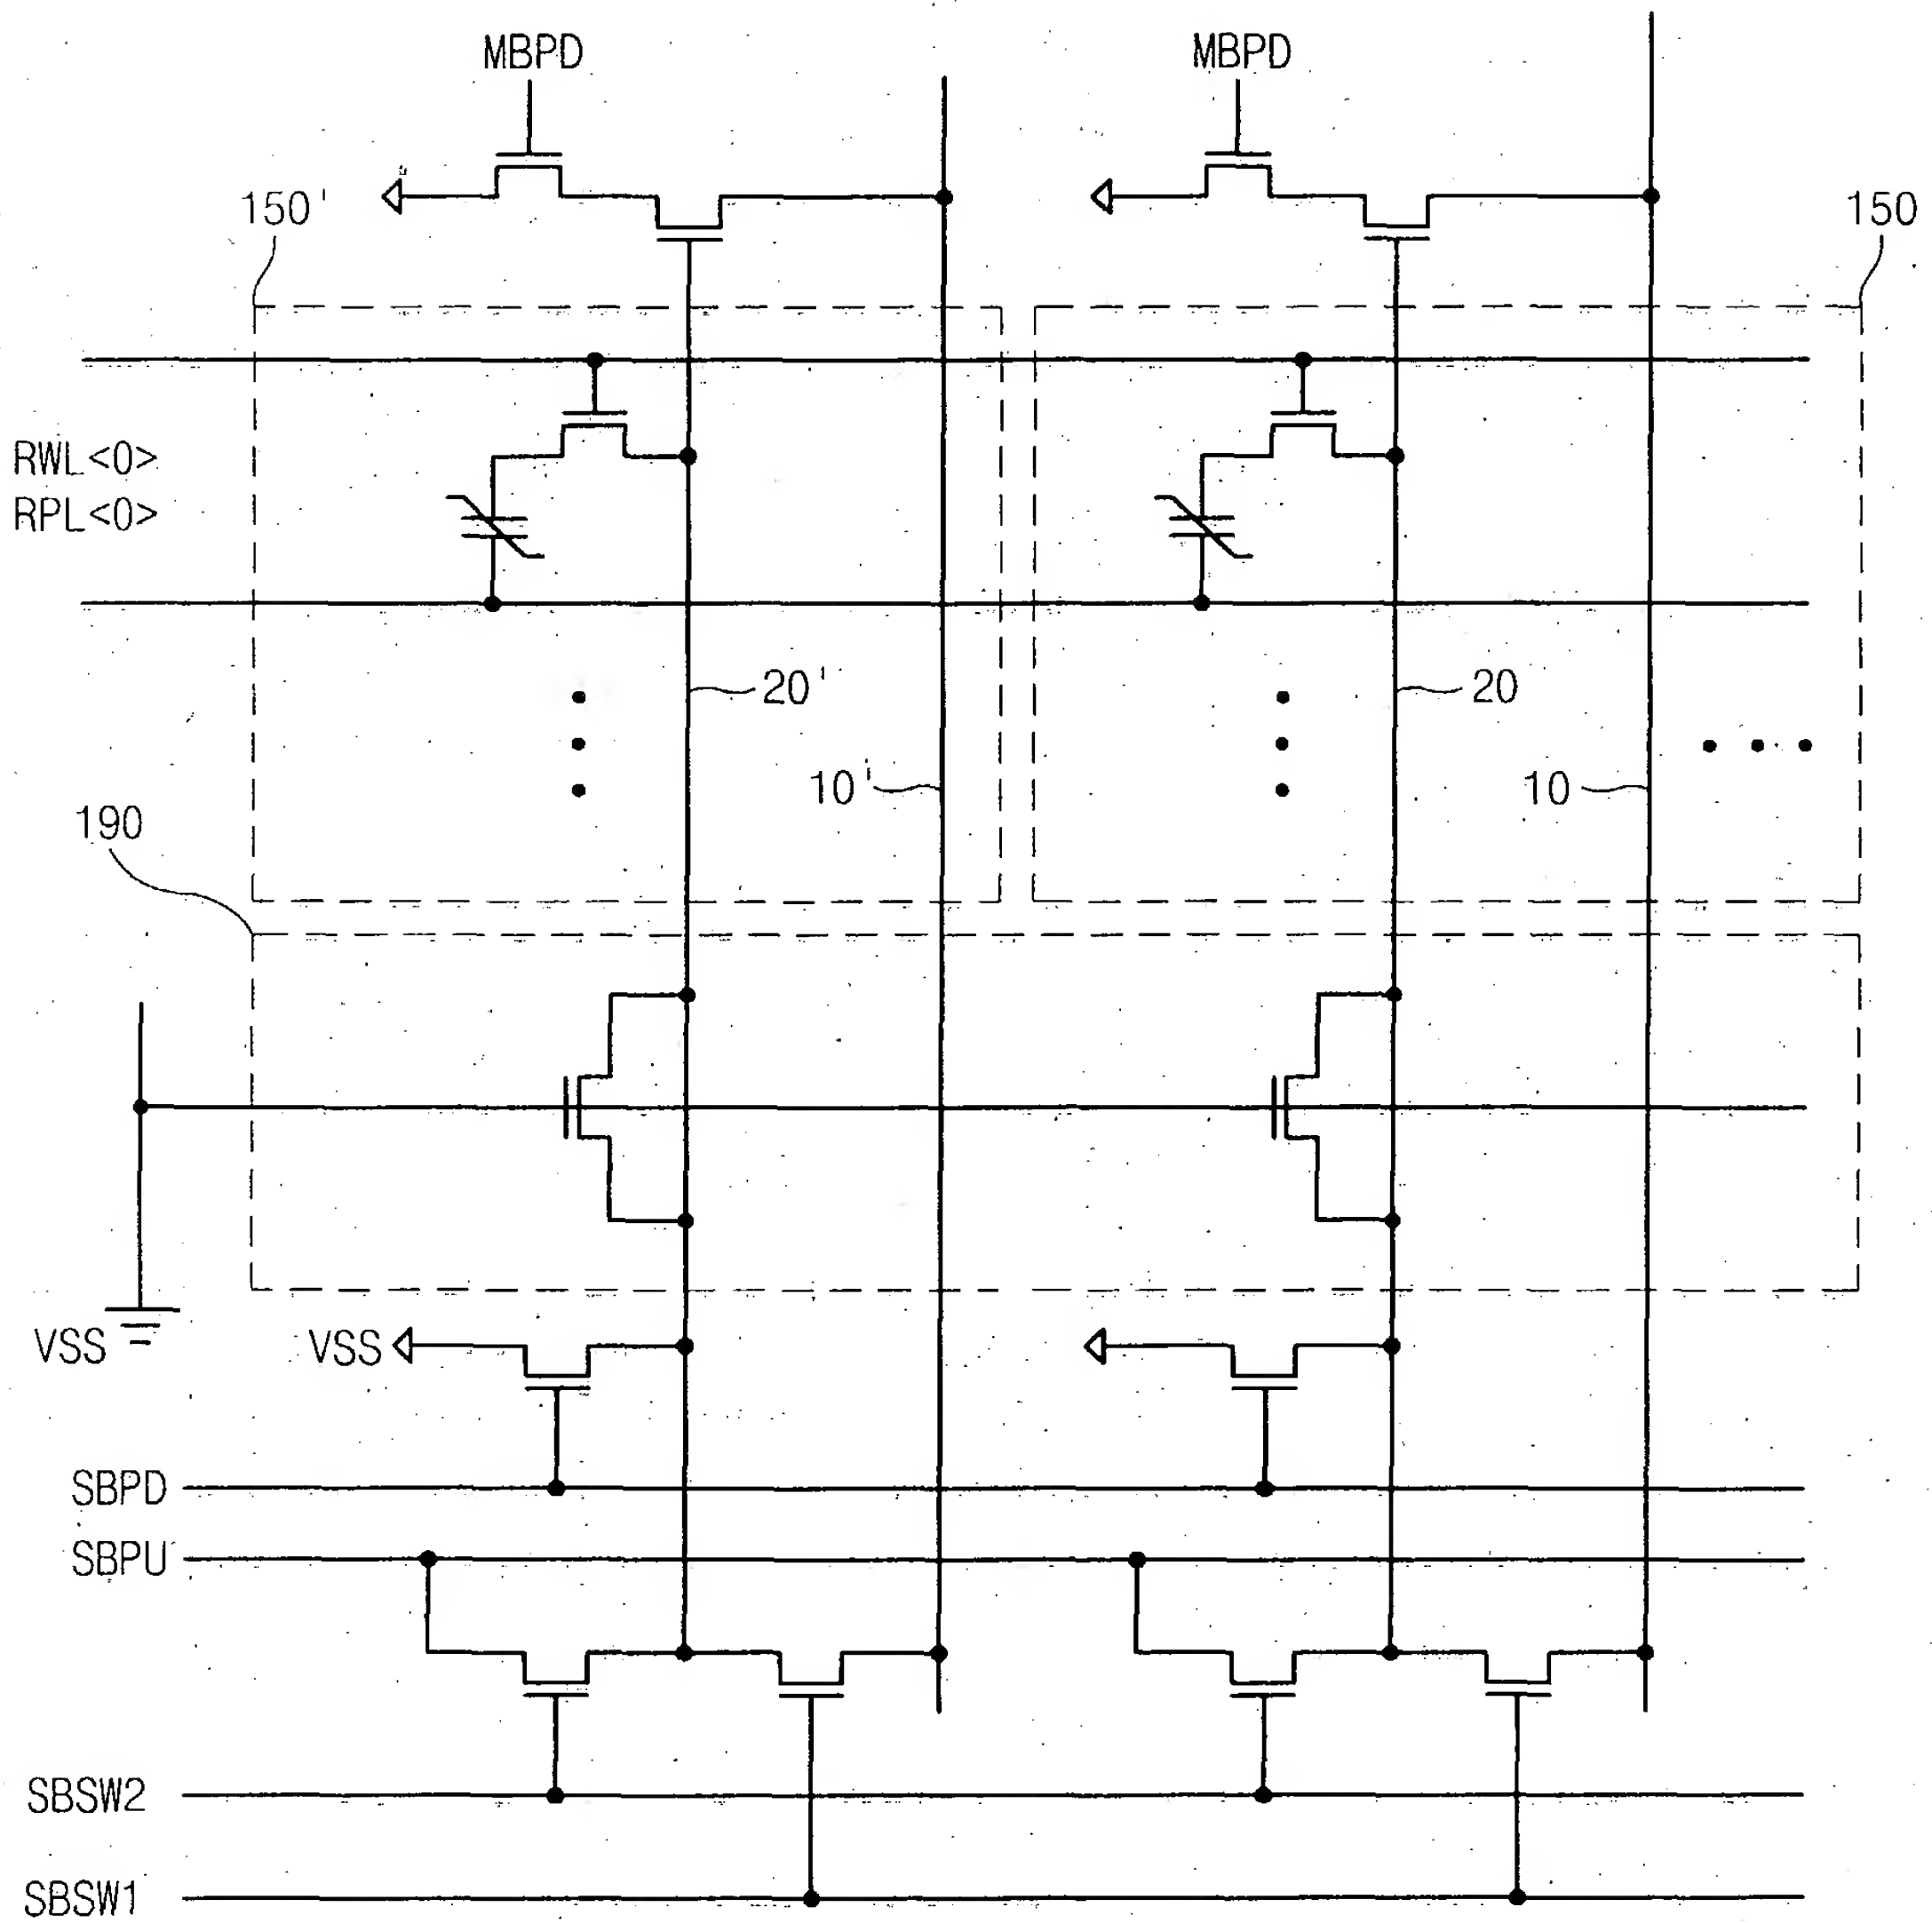 MBPD MBPD
150' 150
RWL<0>
RPL<0>
20' 20
10' 10
190
VSS VSS
SBPD
SBPU
SBSW2
SBSW1